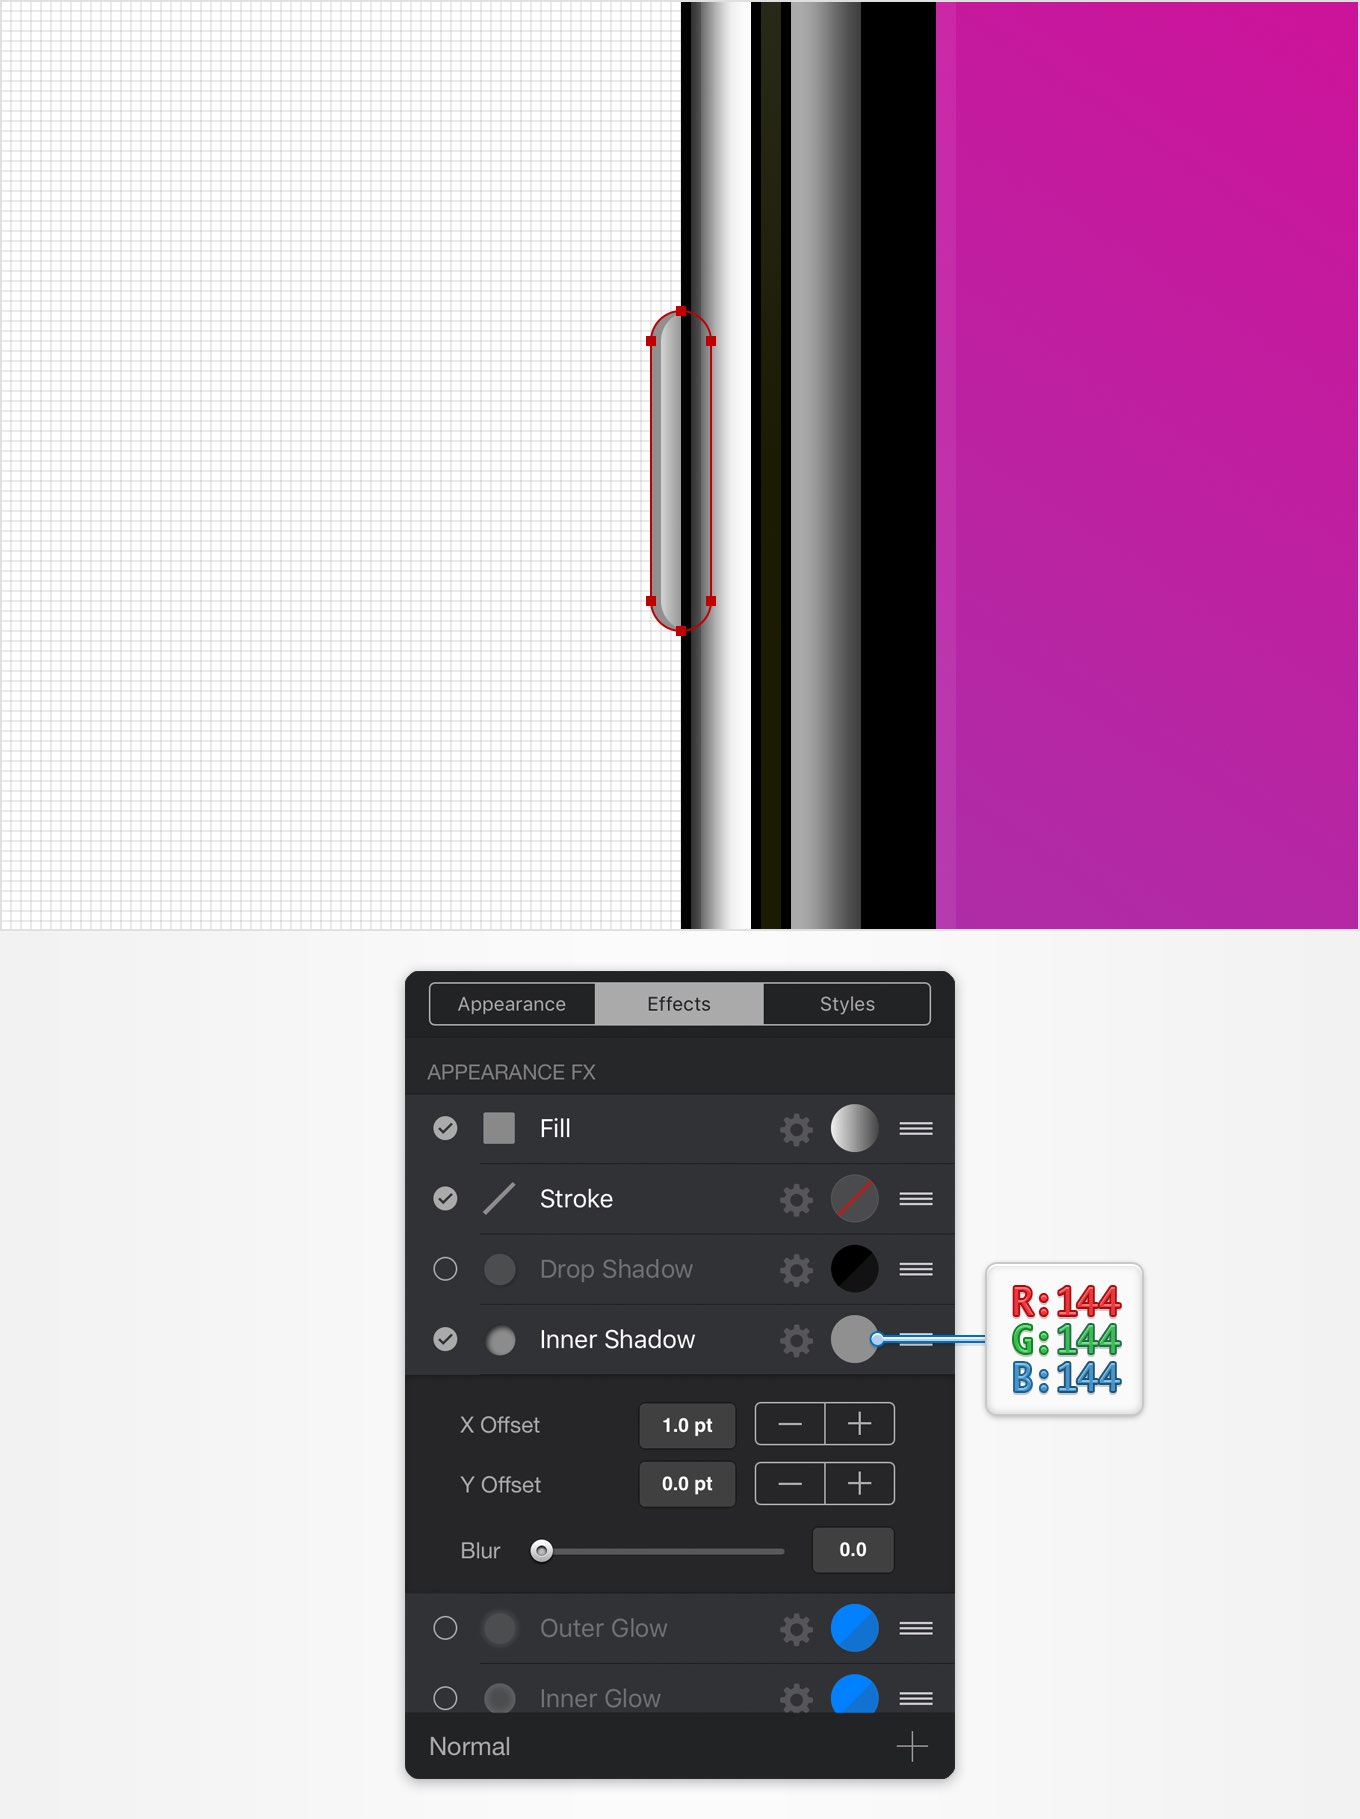 Appearance Effects Styles
APPEARANCE FX
Fill
Stroke
Drop Shadow
Inner Shadow
R:144
G:144
B:144
X Offset 1.0 pt
Y Offset 0.0 pt
Blur 0.0
Outer Glow
Inner Glow
Normal